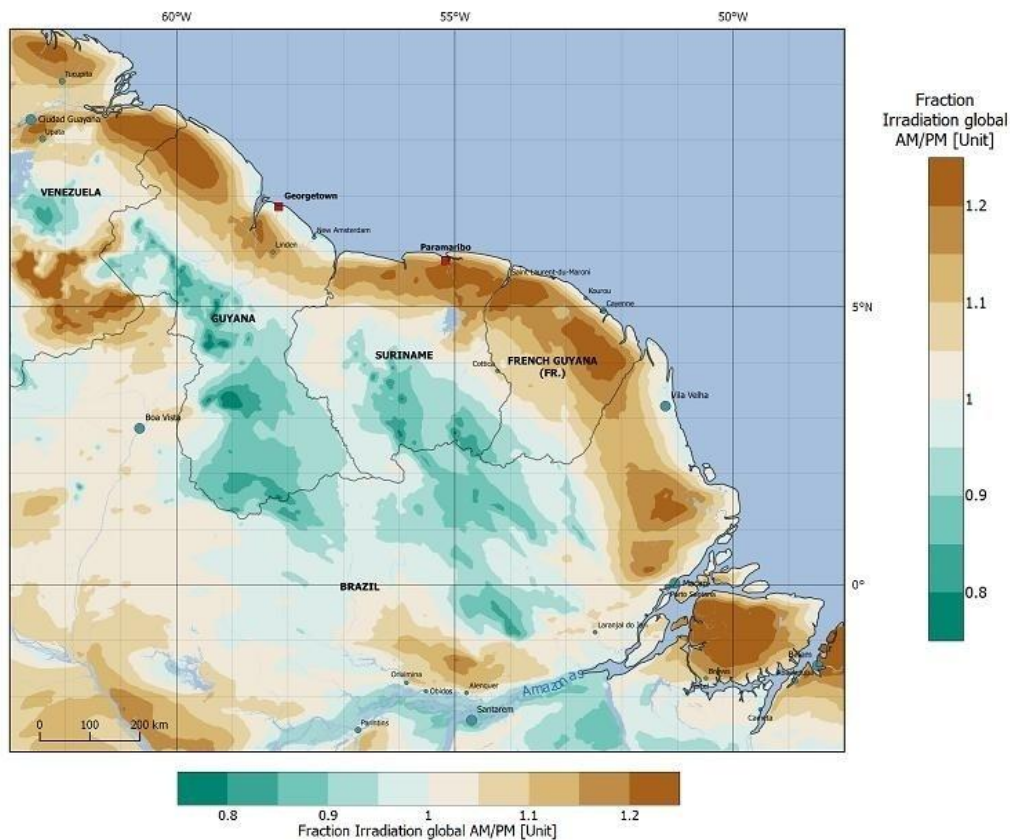 60°W
55°W
50°W
Tucupita
Ciudad Guayana
Upata
VENEZUELA
Georgetown
New Amsterdam
Linden
Paramaribo
Saint Laurent-du-Maroni
Kourou
Cayenne
5°N
GUYANA
SURINAME
FRENCH GUYANA
(FR.)
Cottica
Vila Velha
Boa Vista
BRAZIL
0°
Porto Santana
Laranjal do
Oriximina
Obidos
Alenquer
Amazonas
Santarem
Parintins
Breves
Belem
Cameta
0 100 200 km
Fraction
Irradiation global
AM/PM [Unit]
1.2
1.1
1
0.9
0.8
0.8 0.9 1 1.1 1.2
Fraction Irradiation global AM/PM [Unit]